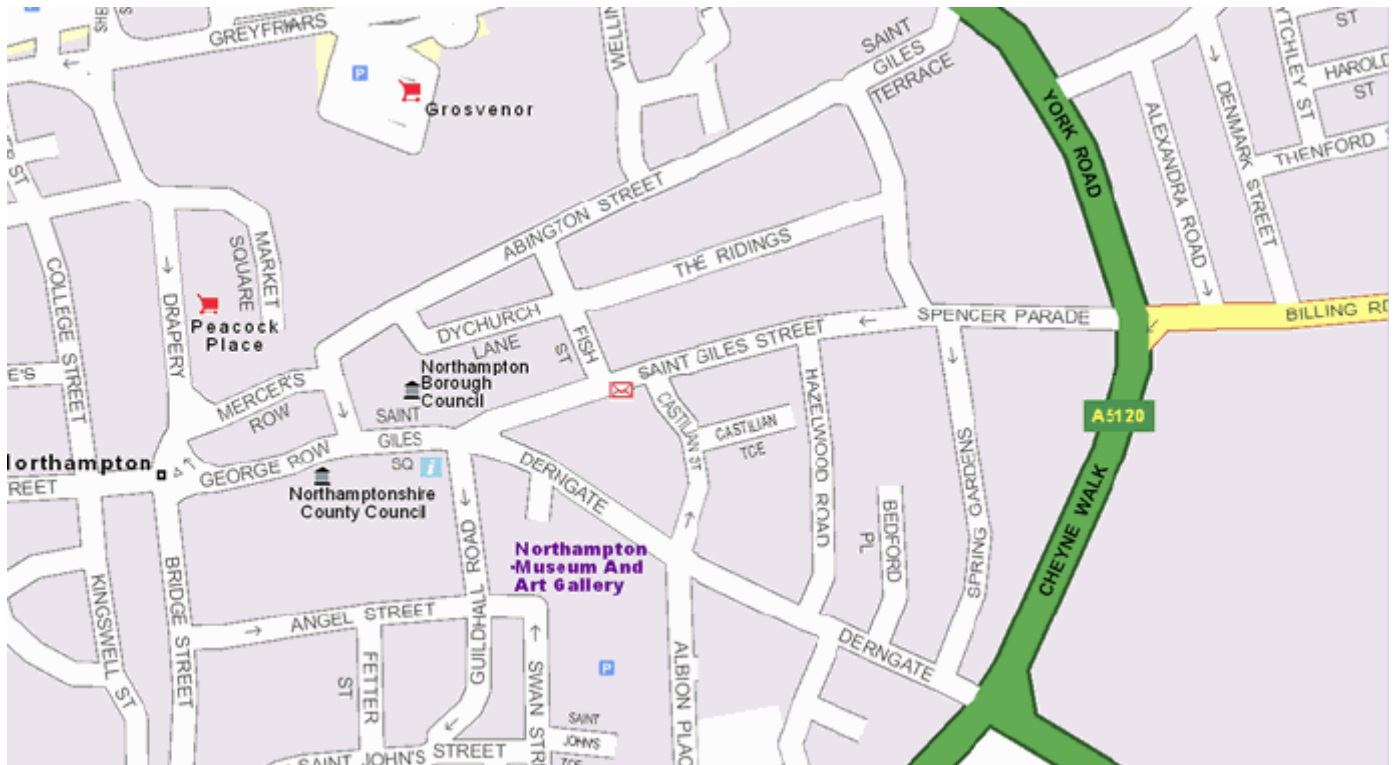 GREYFRIARS
P
Grosvenor
SAINT
GILES
TERRACE
YORK ROAD
ALEXANDRA ROAD
DENMARK STREET
ST
HAROLD
ST
THENFORD
ABINGTON STREET
THE RIDINGS
MARKET
SQUARE
COLLEGE STREET
DRAPERY
Peacock
Place
DYCHURCH
LANE
FISH
ST
SAINT GILES STREET
SPENCER PARADE
BILLING RD
MERCER'S
ROW
Northampton
Borough
Council
SAINT
GILES
SQ
i
GEORGE ROW
Northamptonshire
County Council
CASTILIAN ST
CASTILIAN
TCE
HAZELWOOD ROAD
SPRING GARDENS
A5120
CHEYNE WALK
DERNGATE
BEDFORD
PL
Northampton
Museum And
Art Gallery
GUILDHALL ROAD
KINGSWELL ST
BRIDGE STREET
ANGEL STREET
FETTER
ST
SWAN
P
ALBION
DERNGATE
SAINT
JOHN'S
TCE
SAINT JOHN'S STREET